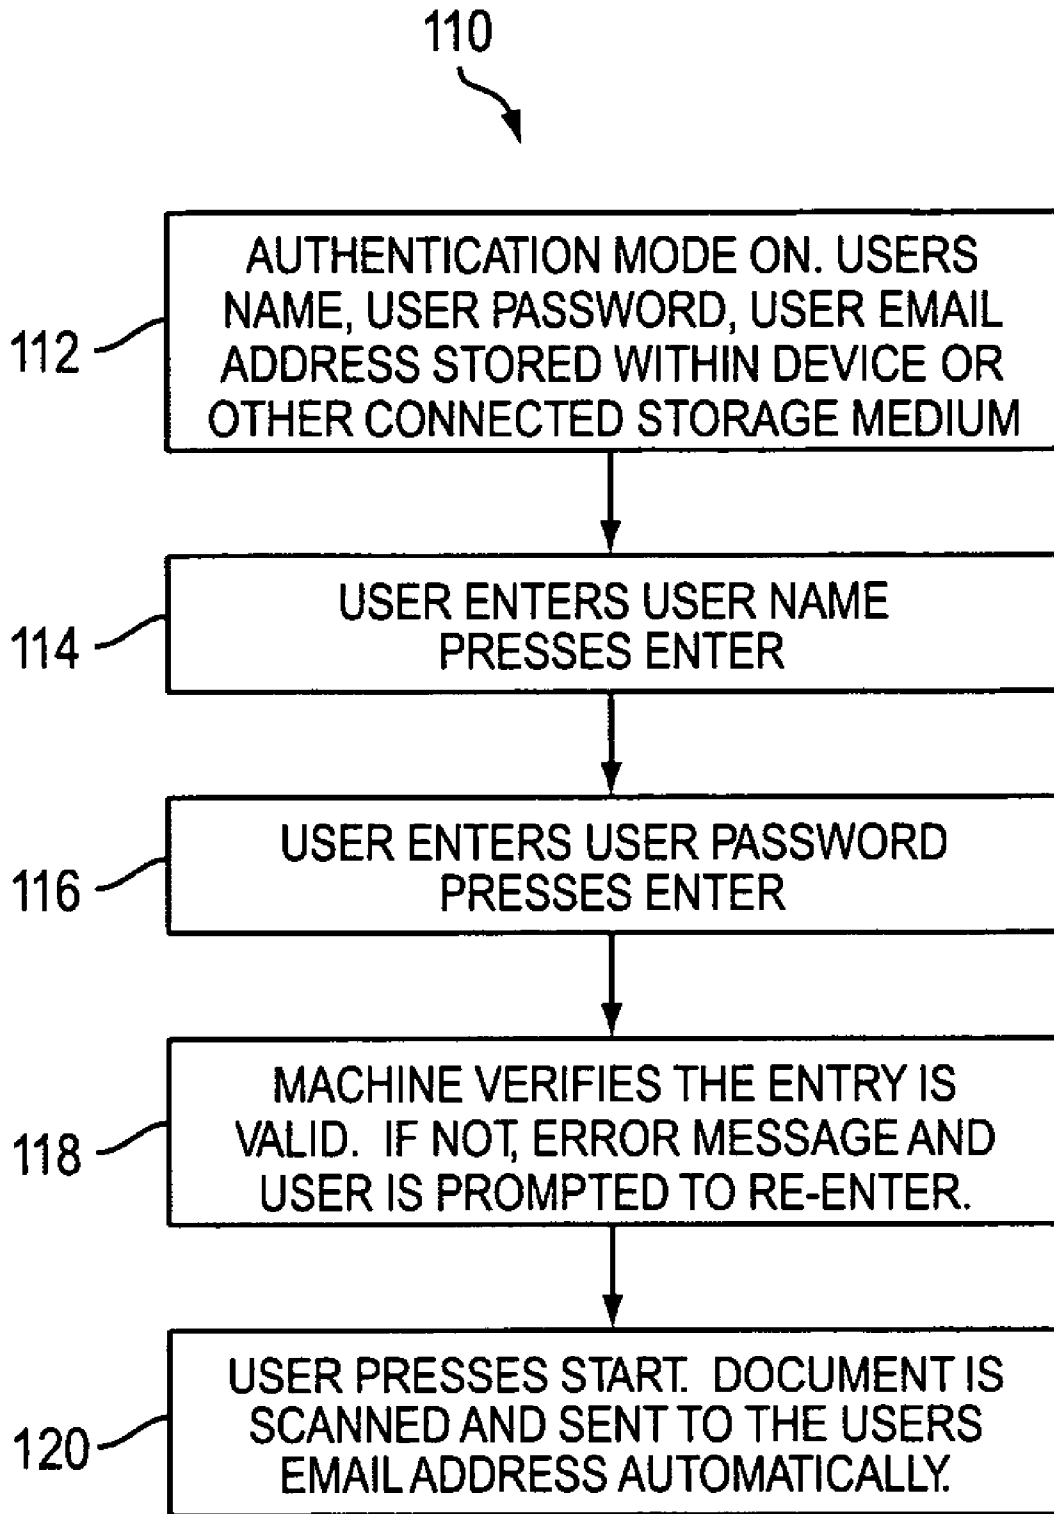 110
AUTHENTICATION MODE ON. USERS
NAME, USER PASSWORD, USER EMAIL
ADDRESS STORED WITHIN DEVICE OR
OTHER CONNECTED STORAGE MEDIUM
112
USER ENTERS USER NAME
PRESSES ENTER
114
USER ENTERS USER PASSWORD
PRESSES ENTER
116
MACHINE VERIFIES THE ENTRY IS
VALID. IF NOT, ERROR MESSAGE AND
USER IS PROMPTED TO RE-ENTER.
118
USER PRESSES START. DOCUMENT IS
SCANNED AND SENT TO THE USERS
EMAIL ADDRESS AUTOMATICALLY.
120